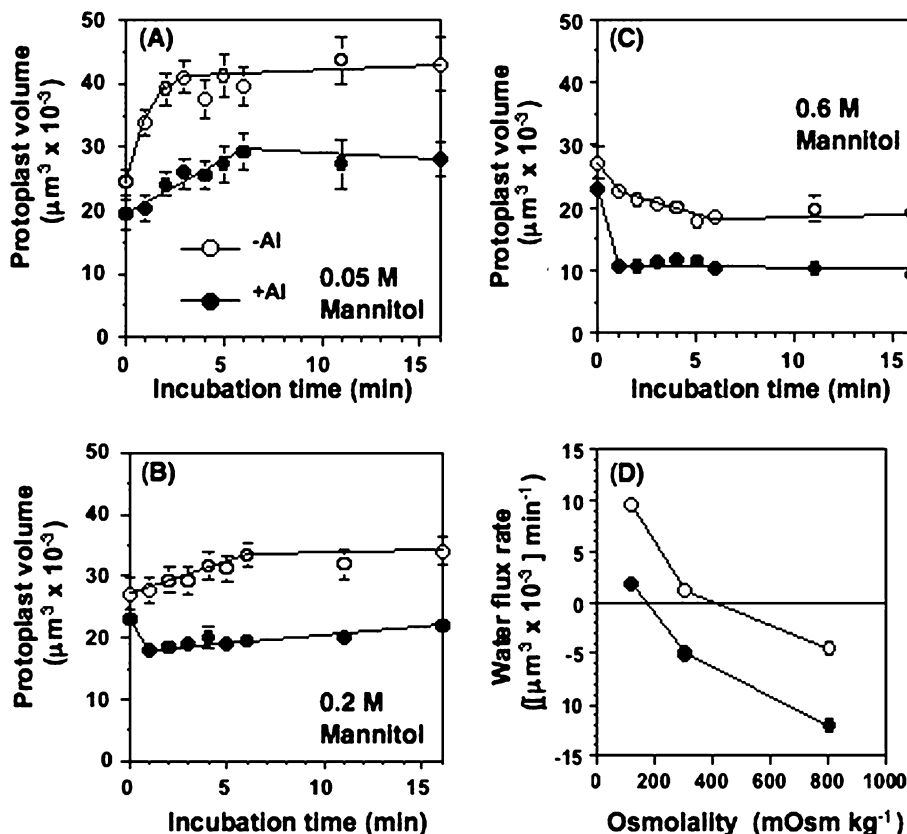 (A)
Protoplast volume
(µm³ x 10⁻³)
50
40
30
20
10
0
-Al
+Al
0.05 M
Mannitol
0 5 10 15
Incubation time (min)
(C)
Protoplast volume
(µm³ x 10⁻³)
50
40
30
20
10
0
0.6 M
Mannitol
0 5 10 15
Incubation time (min)
(B)
Protoplast volume
(µm³ x 10⁻³)
50
40
30
20
10
0
0.2 M
Mannitol
0 5 10 15
Incubation time (min)
(D)
Water flux rate
([µm³ x 10⁻³ ] min⁻¹)
15
10
5
0
-5
-10
-15
0 200 400 600 800 1000
Osmolality (mOsm kg⁻¹)